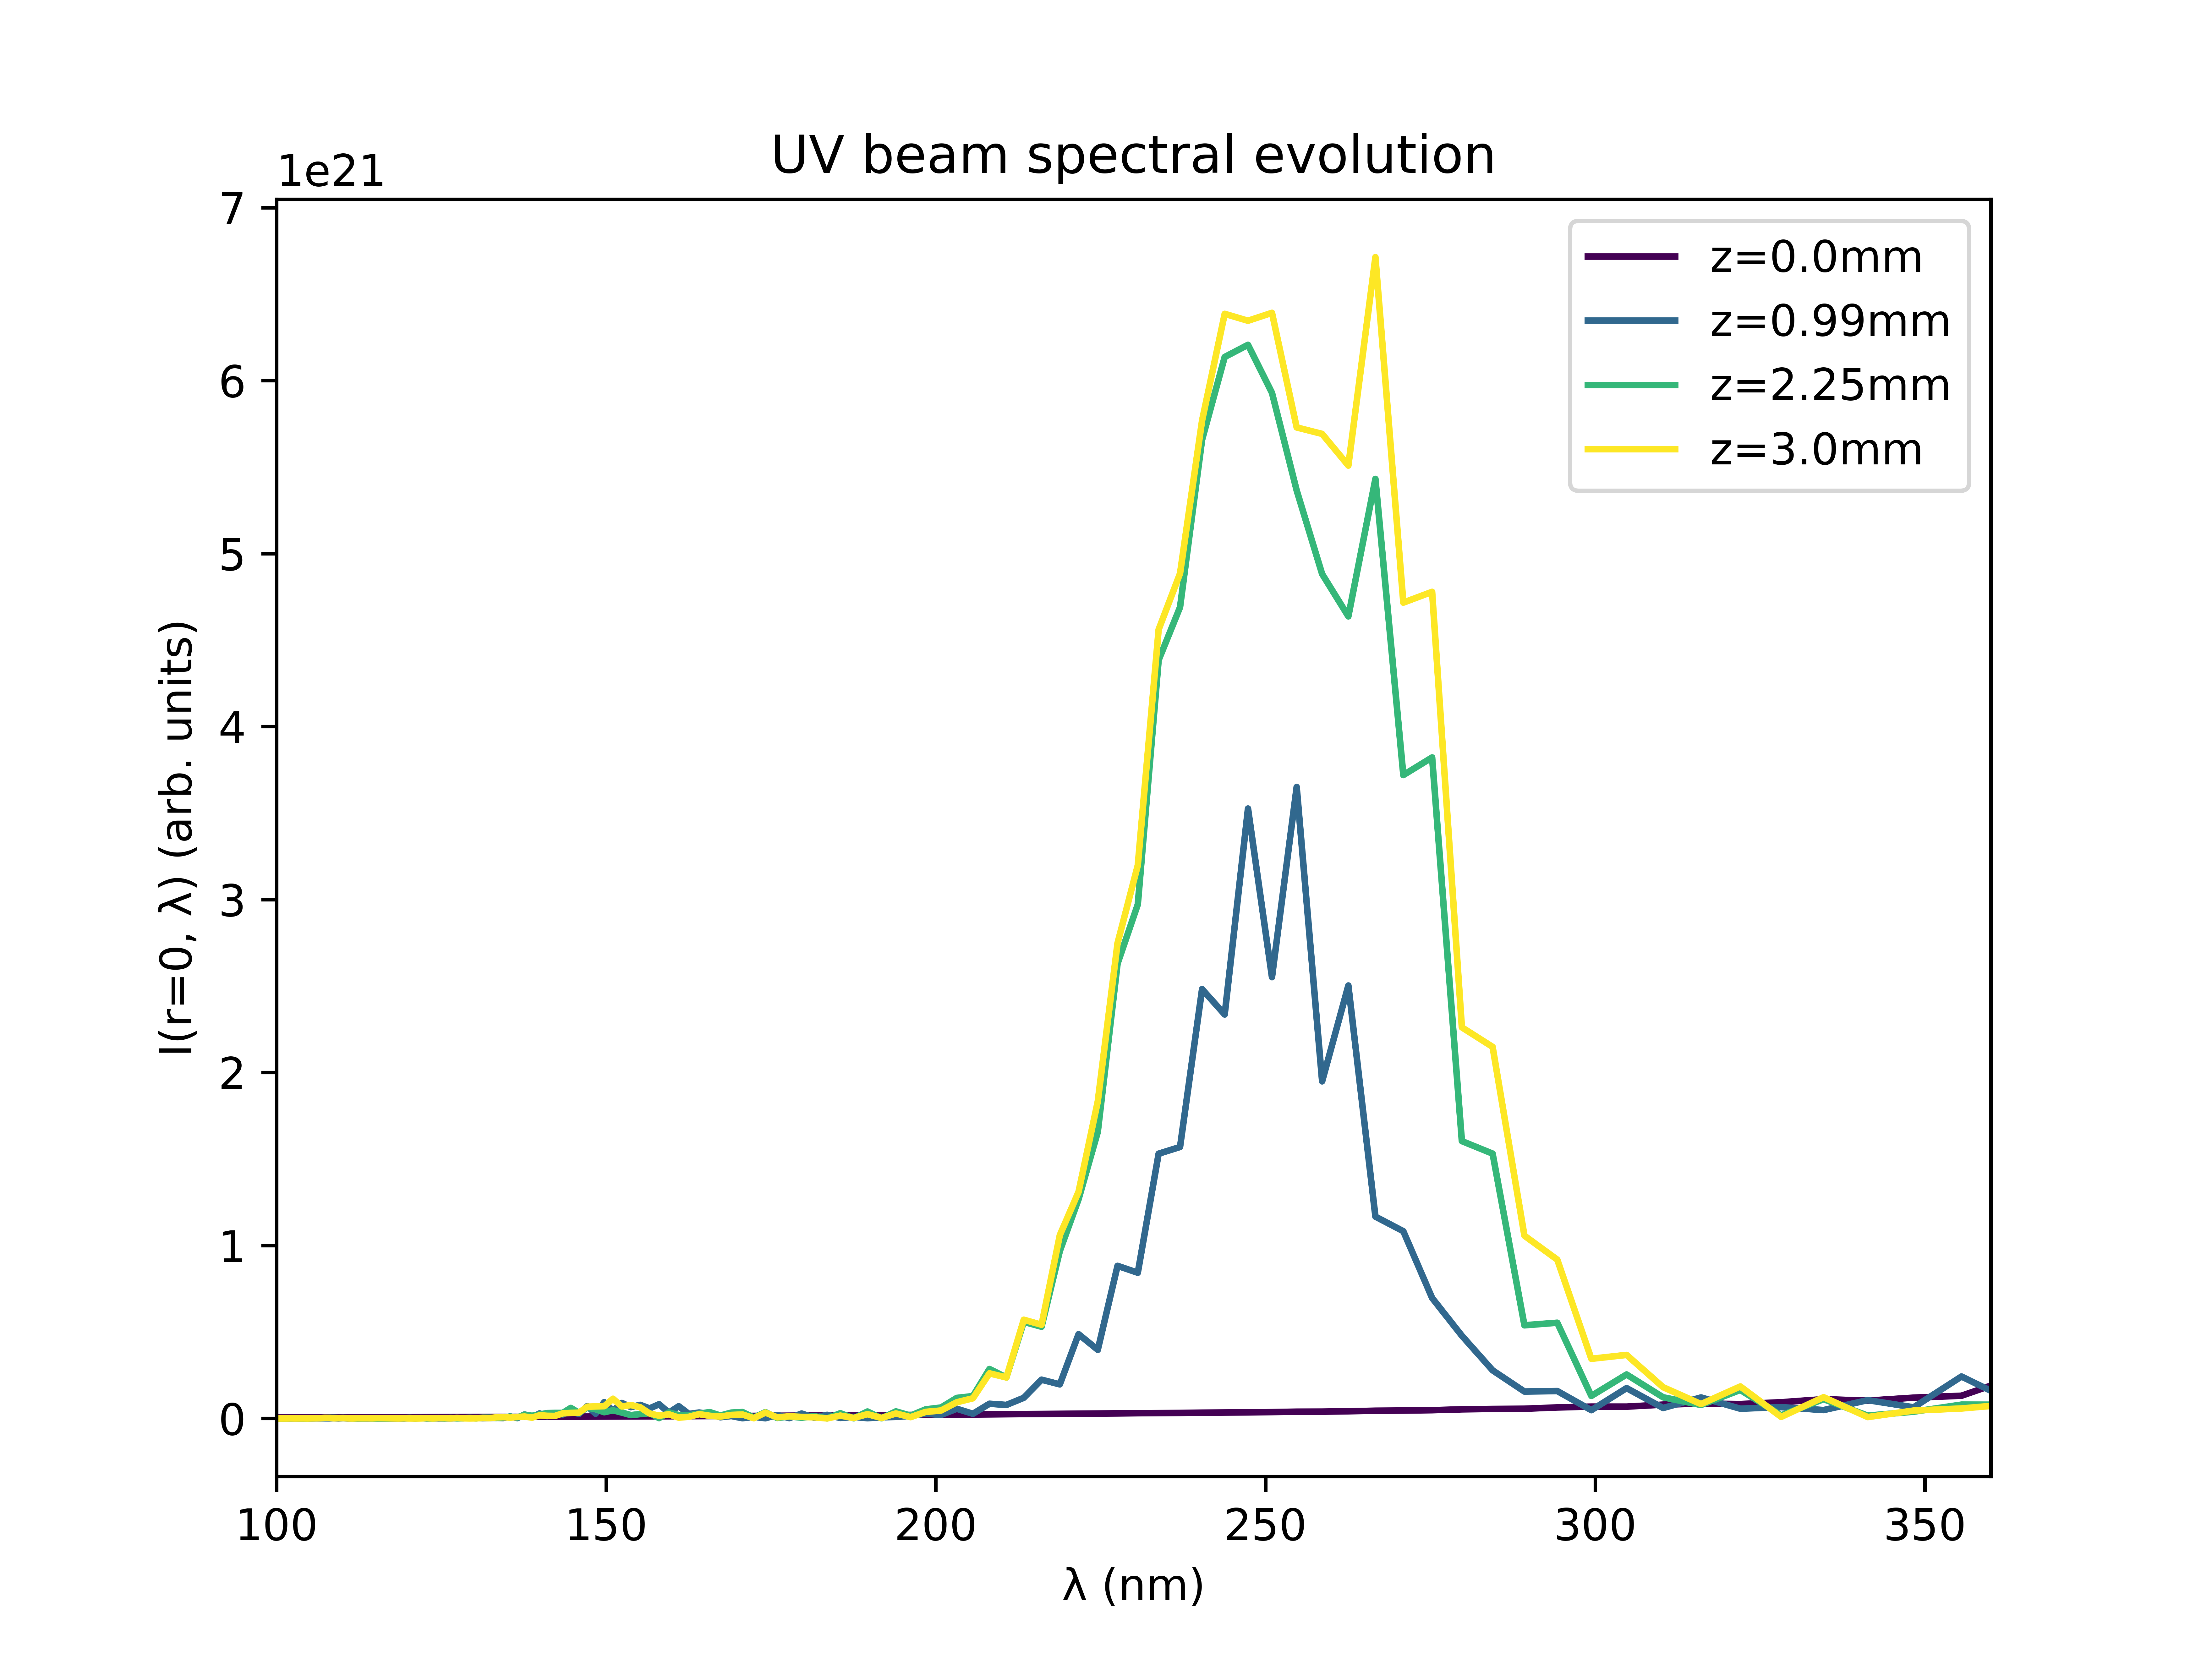 UV beam spectral evolution
1e21
7
6
5
4
3
2
1
0
I(r=0, λ) (arb. units)
z=0.0mm
z=0.99mm
z=2.25mm
z=3.0mm
100 150 200 250 300 350
λ (nm)